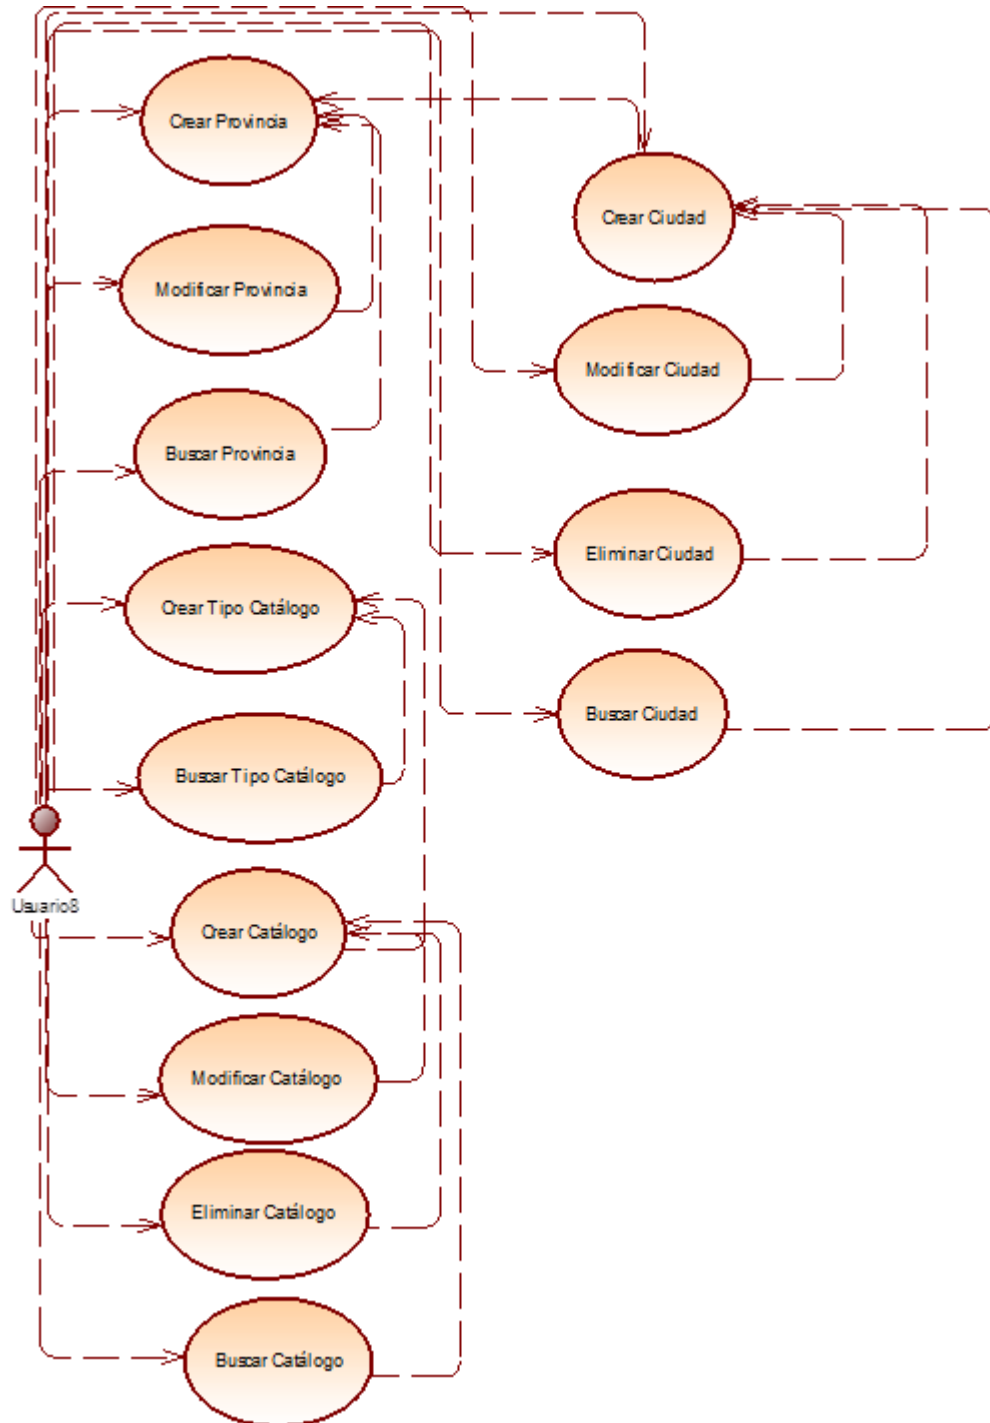 Crear Provincia
Crear Ciudad
Modificar Provincia
Modificar Ciudad
Buscar Provincia
Eliminar Ciudad
Crear Tipo Catálogo
Buscar Ciudad
Buscar Tipo Catálogo
Usuario8
Crear Catálogo
Modificar Catálogo
Eliminar Catálogo
Buscar Catálogo